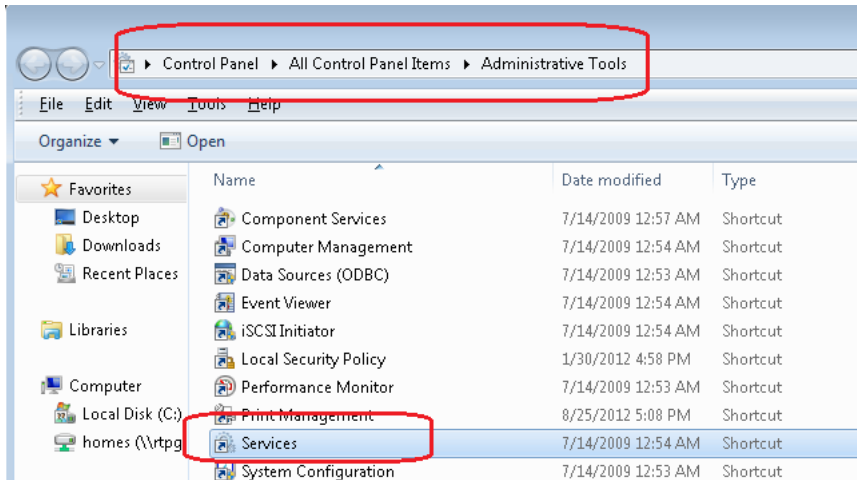 Control Panel ▸ All Control Panel Items ▸ Administrative Tools
File Edit View Tools Help
Organize ▾ Open
Favorites
Desktop
Downloads
Recent Places
Libraries
Computer
Local Disk (C:)
homes (\\rtpg
Name Date modified Type
Component Services 7/14/2009 12:57 AM Shortcut
Computer Management 7/14/2009 12:54 AM Shortcut
Data Sources (ODBC) 7/14/2009 12:53 AM Shortcut
Event Viewer 7/14/2009 12:54 AM Shortcut
iSCSI Initiator 7/14/2009 12:54 AM Shortcut
Local Security Policy 1/30/2012 4:58 PM Shortcut
Performance Monitor 7/14/2009 12:53 AM Shortcut
Print Management 8/25/2012 5:08 PM Shortcut
Services 7/14/2009 12:54 AM Shortcut
System Configuration 7/14/2009 12:53 AM Shortcut